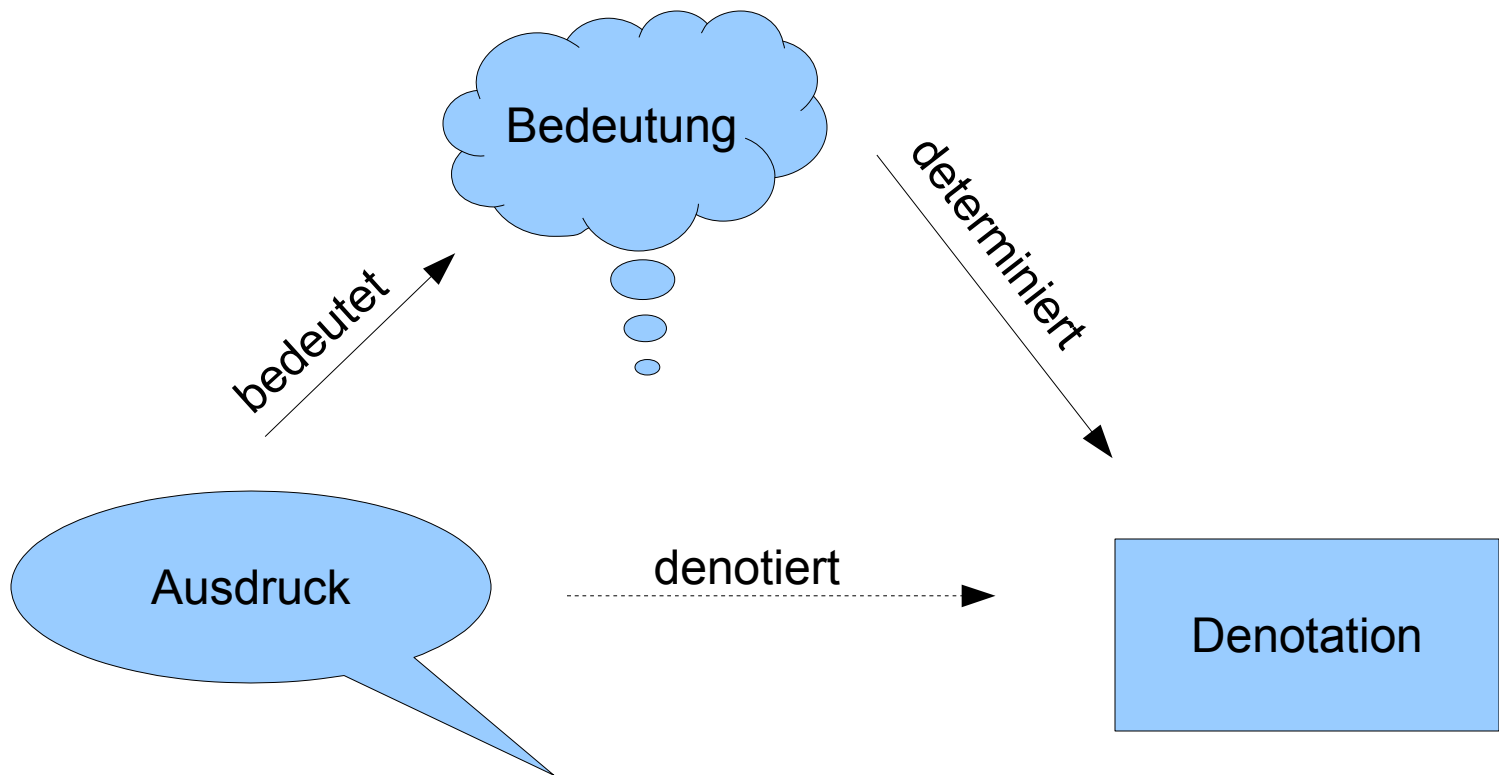 Bedeutung
determiniert
bedeutet
denotiert
Ausdruck
Denotation